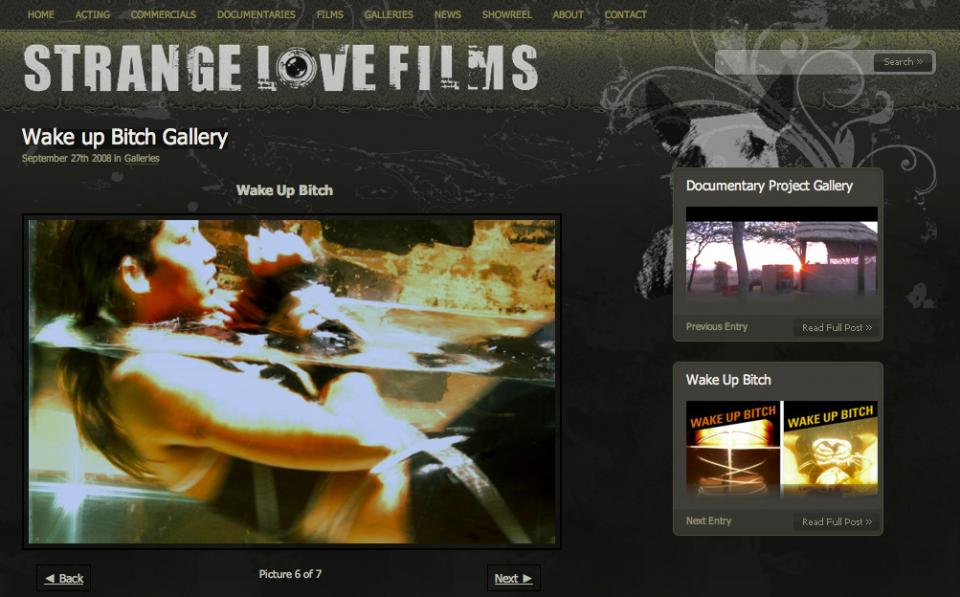 HOME ACTING COMMERCIALS DOCUMENTARIES FILMS GALLERIES NEWS SHOWREEL ABOUT CONTACT
STRANGE LOVE FILMS
Search »
Wake up Bitch Gallery
September 27th 2008 in Galleries
Wake Up Bitch
Documentary Project Gallery
Previous Entry
Read Full Post »
Wake Up Bitch
WAKE UP BITCH
WAKE UP BITCH
Next Entry
Read Full Post »
◄ Back
Picture 6 of 7
Next ►